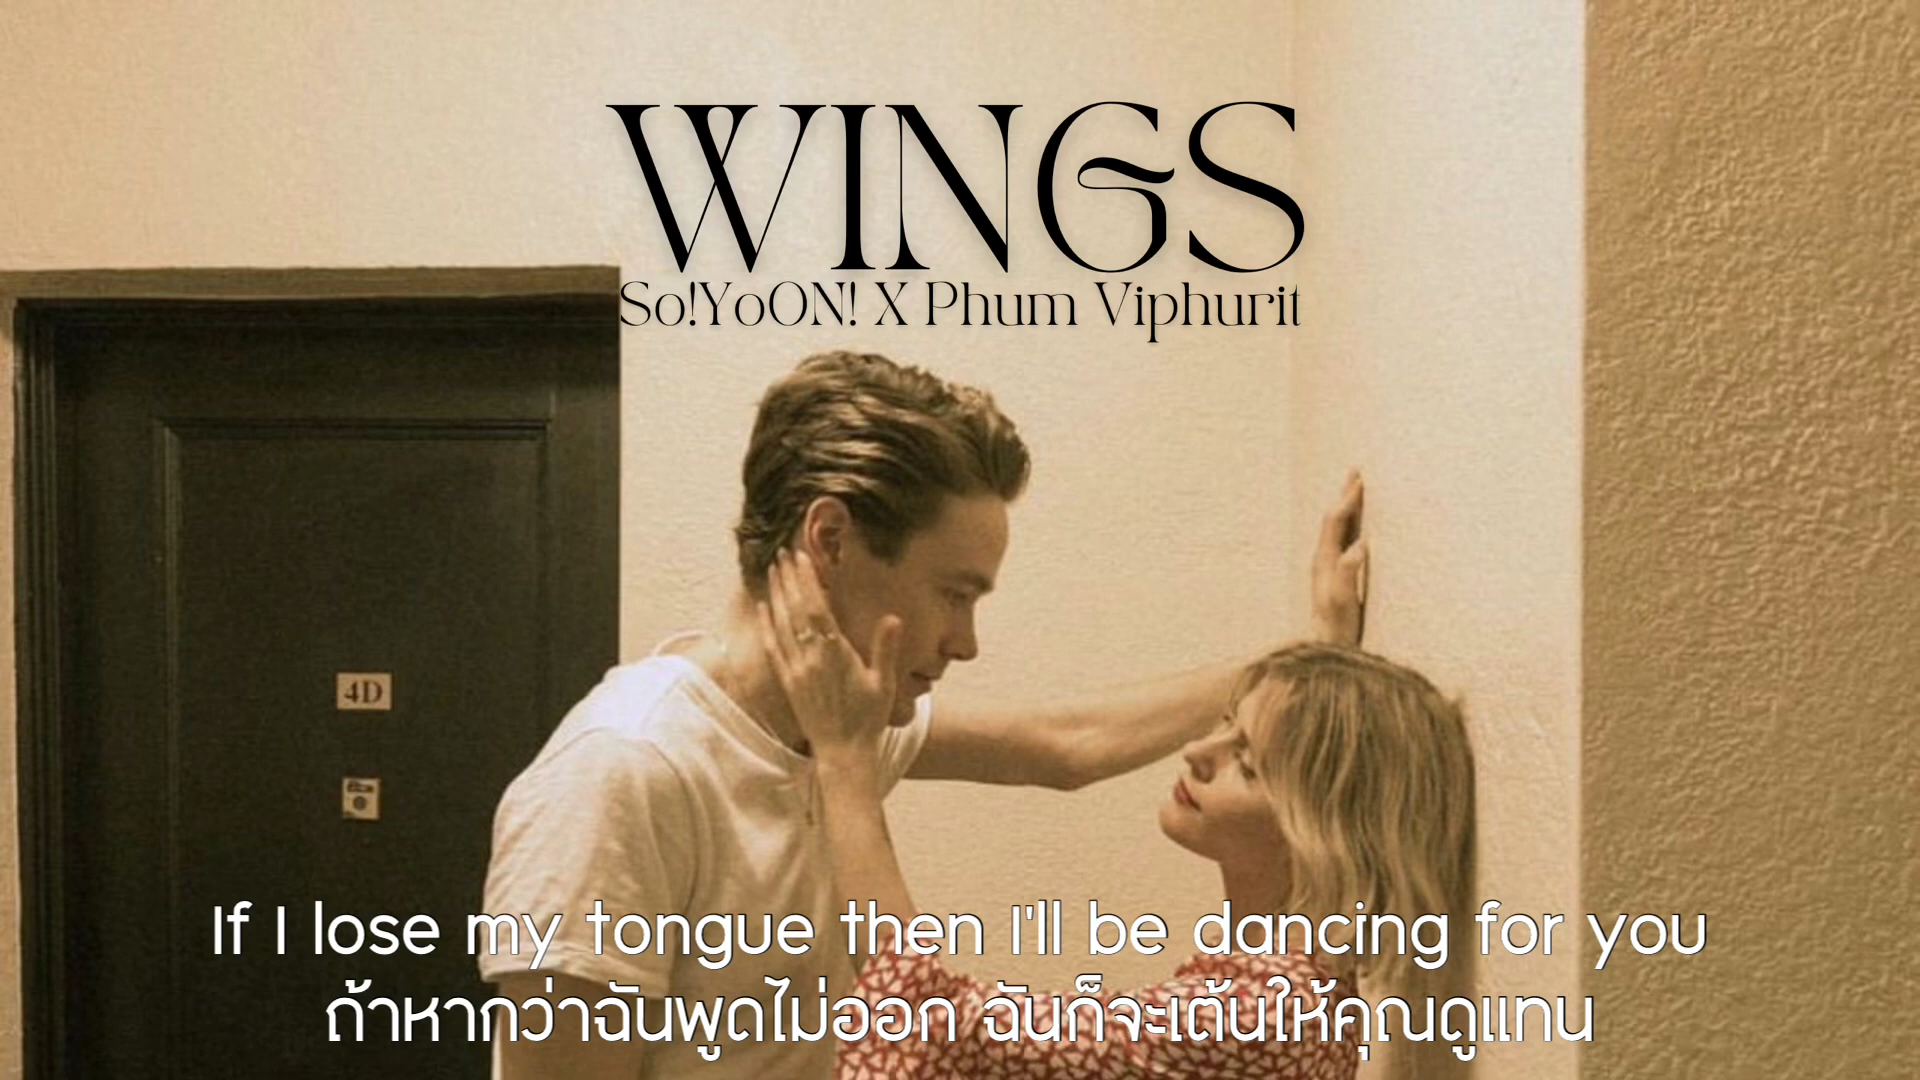 WINGS
So!YoON! X Phum Viphurit
4D
If I lose my tongue then I'll be dancing for you
ถ้าหากว่าฉันพูดไม่ออก ฉันก็จะเต้นให้คุณดูแทน